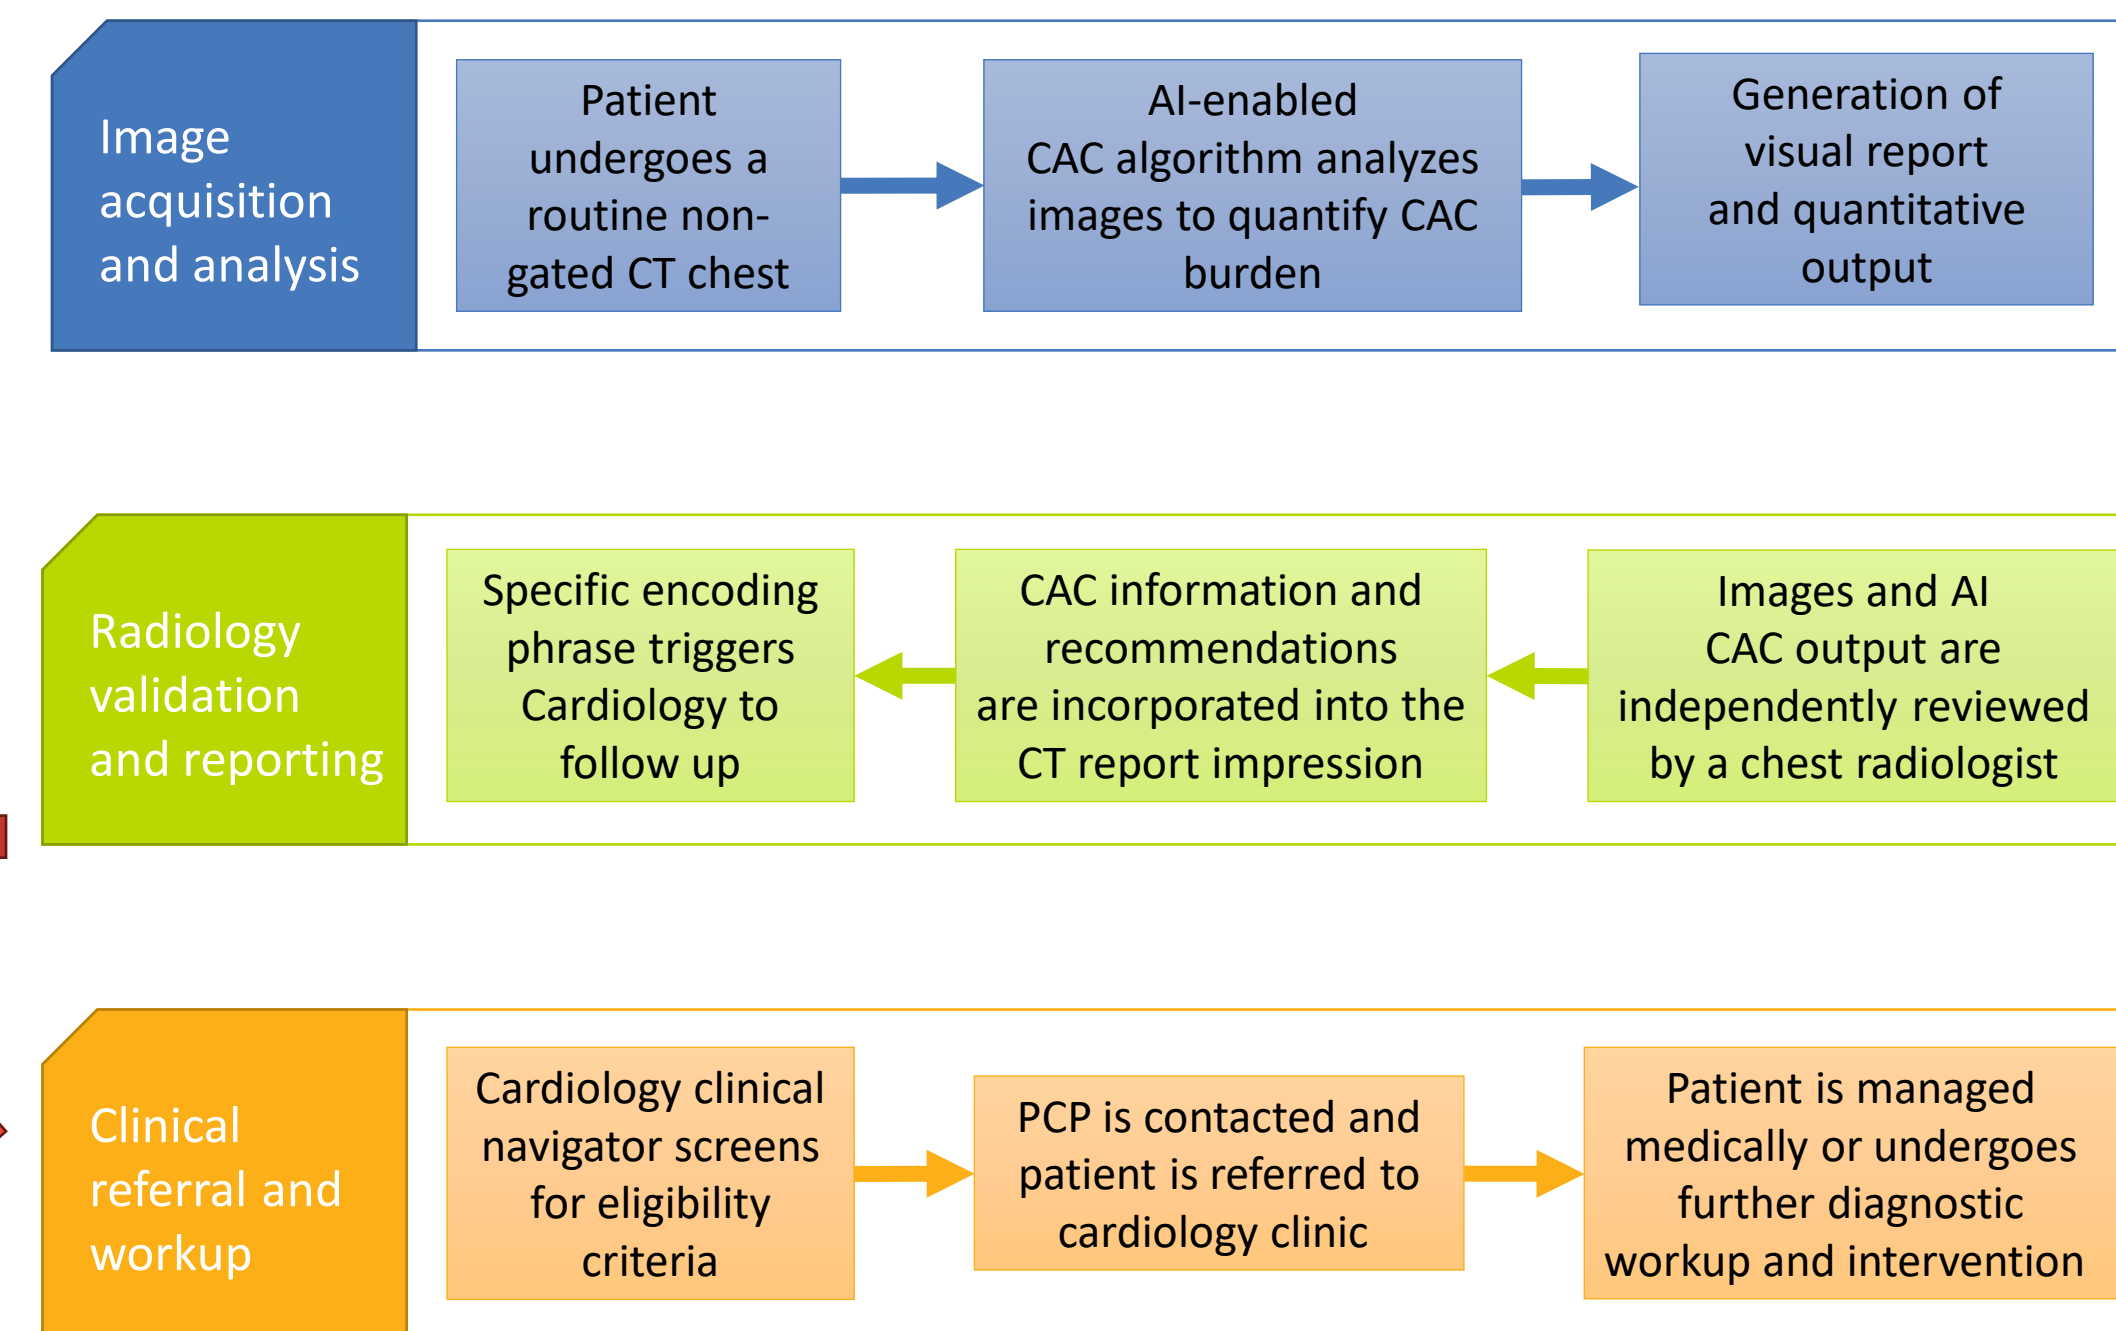 Image
acquisition
and analysis
Patient
undergoes a
routine non-
gated CT chest
AI-enabled
CAC algorithm analyzes
images to quantify CAC
burden
Generation of
visual report
and quantitative
output
Radiology
validation
and reporting
Specific encoding
phrase triggers
Cardiology to
follow up
CAC information and
recommendations
are incorporated into the
CT report impression
Images and AI
CAC output are
independently reviewed
by a chest radiologist
Clinical
referral and
workup
Cardiology clinical
navigator screens
for eligibility
criteria
PCP is contacted and
patient is referred to
cardiology clinic
Patient is managed
medically or undergoes
further diagnostic
workup and intervention